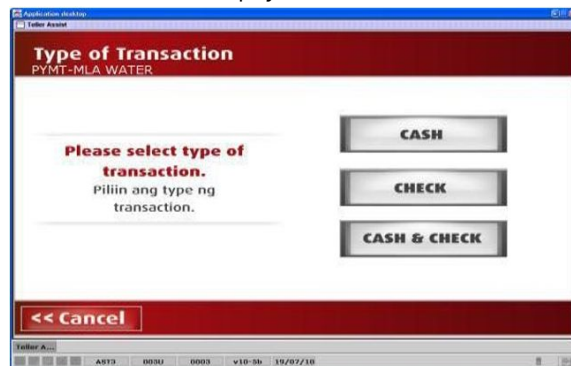 Application desktop
Teller Assist
Type of Transaction
PYMT-MLA WATER
Please select type of
transaction.
Piliin ang type ng
transaction.
CASH
CHECK
CASH & CHECK
<< Cancel
Teller A...
AST3 003U 0003 v10-5b 19/07/10